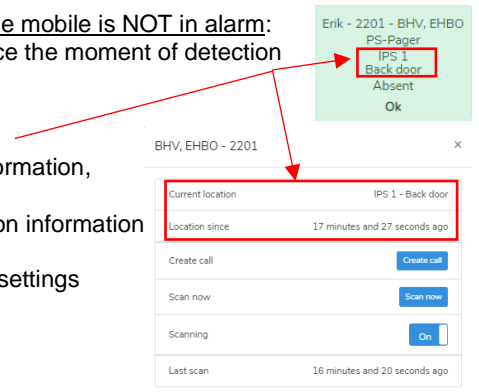 e mobile is NOT in alarm:
ce the moment of detection
Erik - 2201 - BHV, EHBO
PS-Pager
IPS 1
Back door
Absent
Ok
ormation,
on information
settings
BHV, EHBO - 2201 ×
Current location IPS 1 - Back door
Location since 17 minutes and 27 seconds ago
Create call Create call
Scan now Scan now
Scanning On
Last scan 16 minutes and 20 seconds ago